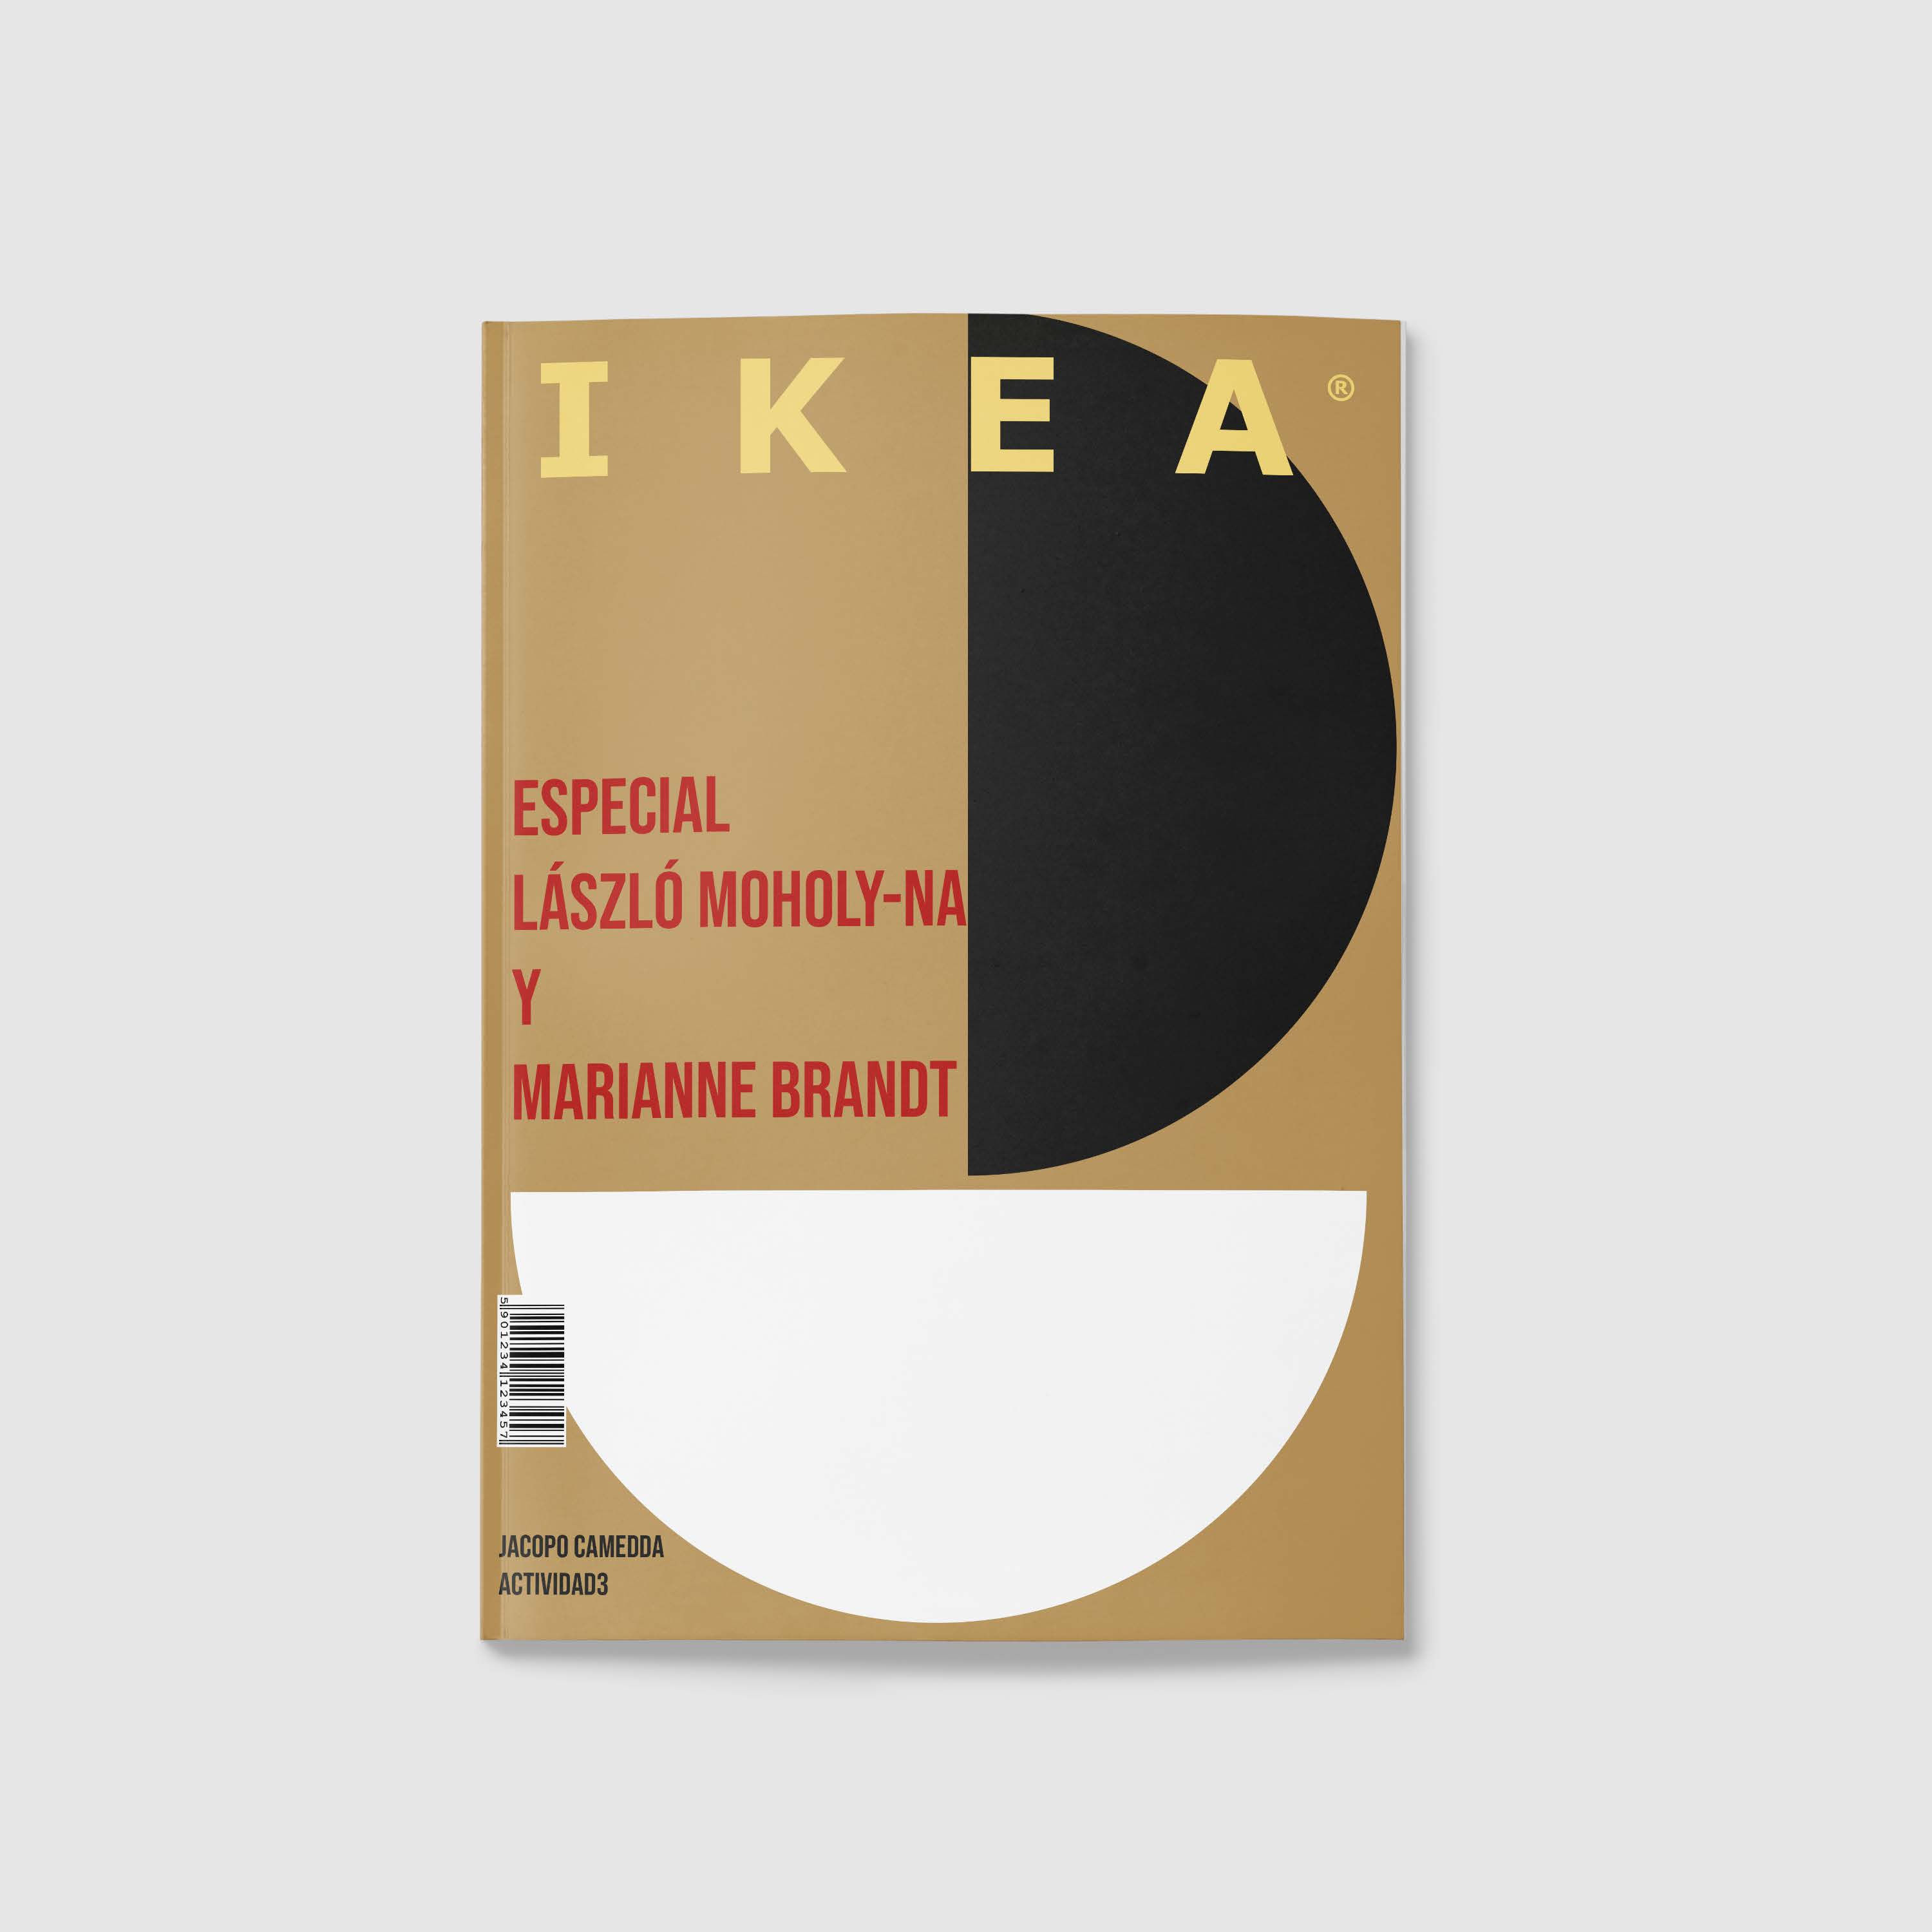 IKEA®
ESPECIAL
LÁSZLÓ MOHOLY-NA
Y
MARIANNE BRANDT
5 901234 123457
JACOPO CAMEDDA
ACTIVIDAD3